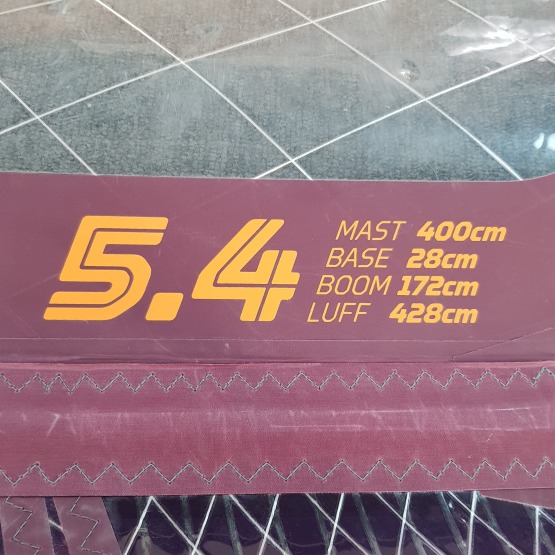 5.4
MAST 400cm
BASE 28cm
BOOM 172cm
LUFF 428cm